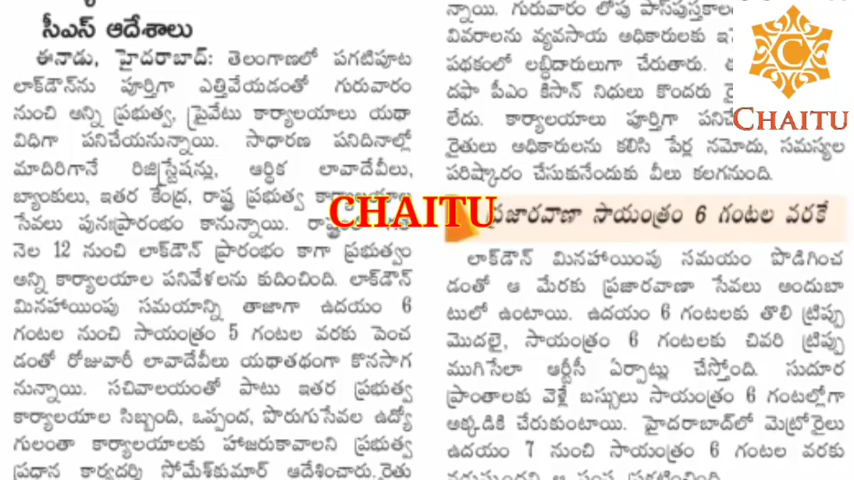 సీఎస్ ఆదేశాలు
ఈనాడు, హైదరాబాద్: తెలంగాణలో పగటిపూట
లాక్‌డౌన్‌ను పూర్తిగా ఎత్తివేయడంతో గురువారం
నుంచి అన్ని ప్రభుత్వ, ప్రైవేటు కార్యాలయాలు యథా
విధిగా పనిచేయనున్నాయి. సాధారణ పనిదినాల్లో
మాదిరిగానే రిజిస్ట్రేషన్లు, ఆర్థిక లావాదేవీలు,
బ్యాంకులు, ఇతర కేంద్ర, రాష్ట్ర ప్రభుత్వ కార్యాలయాల
సేవలు పునఃప్రారంభం కానున్నాయి.
నెల 12 నుంచి లాక్‌డౌన్ ప్రారంభం కాగా ప్రభుత్వం
అన్ని కార్యాలయాల పనివేళలను కుదించింది. లాక్‌డౌన్
మినహాయింపు సమయాన్ని తాజాగా ఉదయం 6
గంటల నుంచి సాయంత్రం 5 గంటల వరకు పెంచ
డంతో రోజువారీ లావాదేవీలు యథాతథంగా కొనసాగ
నున్నాయి. సచివాలయంతో పాటు ఇతర ప్రభుత్వ
కార్యాలయాల సిబ్బంది, ఒప్పంద, పొరుగుసేవల ఉద్యో
గులంతా కార్యాలయాలకు హాజరుకావాలని ప్రభుత్వ
ప్రధాన కార్యదర్శి సోమేశ్‌కుమార్ ఆదేశించారు. రైతు
న్నాయి. గురువారం లోపు పాస్‌పుస్తకాల
వివరాలను వ్యవసాయ అధికారులకు
పథకంలో లబ్ధిదారులుగా చేరుతారు.
దఫా పీఎం కిసాన్ నిధులు కొందరు
లేదు. కార్యాలయాలు పూర్తిగా
రైతులు అధికారులను కలిసి పేర్ల నమోదు, సమస్యల
పరిష్కారం చేసుకునేందుకు వీలు కలగనుంది.
ప్రజారవాణా సాయంత్రం 6 గంటల వరకే
లాక్‌డౌన్ మినహాయింపు సమయం పొడిగించ
డంతో ఆ మేరకు ప్రజారవాణా సేవలు అందుబా
టులో ఉంటాయి. ఉదయం 6 గంటలకు తొలి ట్రిప్పు
మొదలై, సాయంత్రం 6 గంటలకు చివరి ట్రిప్పు
ముగిసేలా ఆర్టీసీ ఏర్పాట్లు చేస్తోంది. సుదూర
ప్రాంతాలకు వెళ్లే బస్సులు సాయంత్రం 6 గంటల్లోగా
అక్కడికి చేరుకుంటాయి. హైదరాబాద్‌లో మెట్రోరైలు
ఉదయం 7 నుంచి సాయంత్రం 6 గంటల వరకు
CHAITU
C
CHAITU